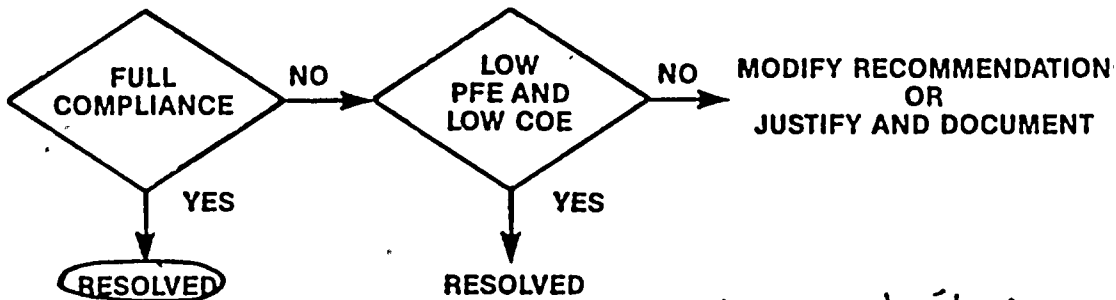 FULL
COMPLIANCE
NO
LOW
PFE AND
LOW COE
NO
MODIFY RECOMMENDATION
OR
JUSTIFY AND DOCUMENT
YES
YES
RESOLVED
RESOLVED